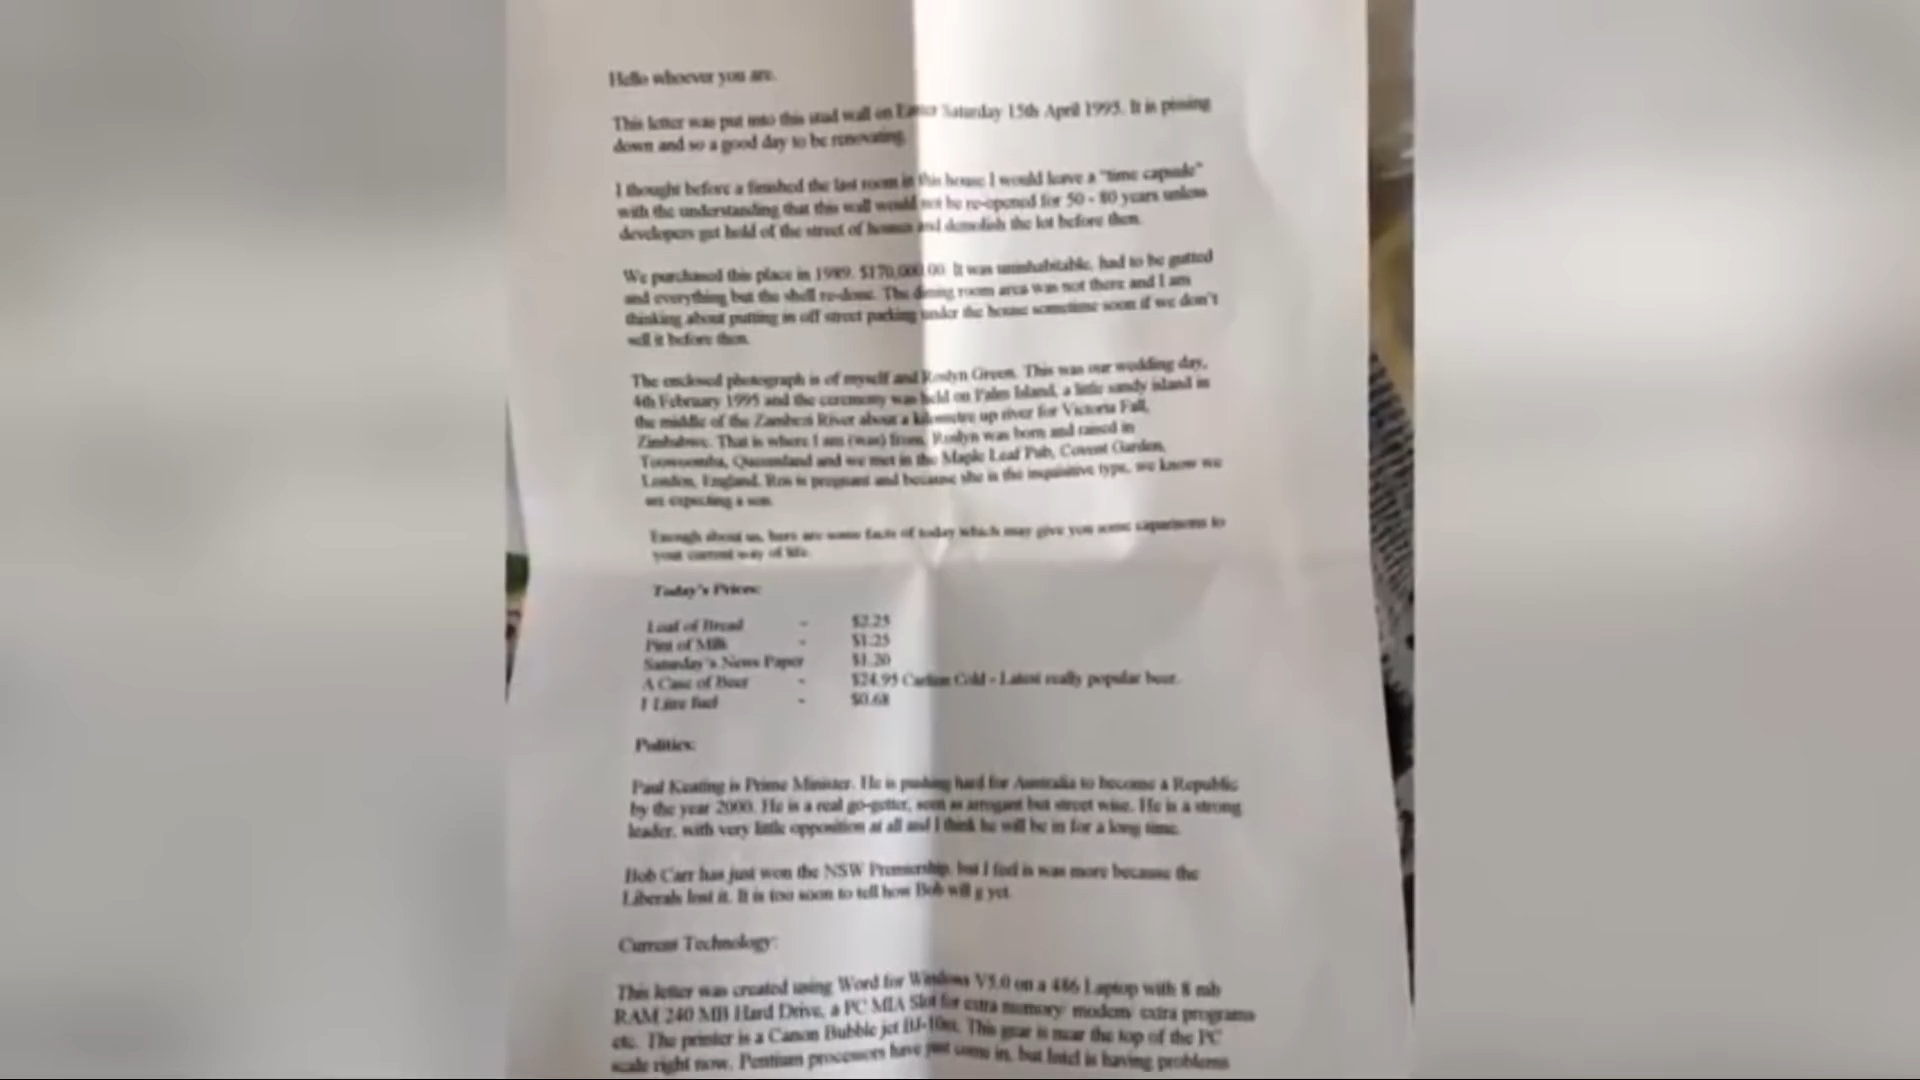 Hello whoever you are.
This letter was put into this stud wall on Easter Saturday 15th April 1995. It is pissing
down and so a good day to be renovating.
I thought before a finished the last room in this house I would leave a "time capsule"
with the understanding that this wall would not be re-opened for 50 - 80 years unless
developers get hold of the street of houses and demolish the lot before then.
We purchased this place in 1989. $170,000.00. It was uninhabitable, had to be gutted
and everything but the shell re-done. The dining room area was not there and I am
thinking about putting in off street parking under the house sometime soon if we don't
sell it before then.
The enclosed photograph is of myself and Roslyn Green. This was our wedding day,
4th February 1995 and the ceremony was held on Palm Island, a little sandy island in
the middle of the Zambezi River about a kilometre up river for Victoria Fall,
Zimbabwe. That is where I am (was) from. Roslyn was born and raised in
Toowoomba, Queensland and we met in the Maple Leaf Pub, Covent Garden,
London, England. Ros is pregnant and because she is the inquisitive type, we know we
are expecting a son.
Enough about us, here are some facts of today which may give you some caparisons to
your current way of life.
Today's Prices:
Loaf of Bread - $2.25
Pint of Milk - $1.25
Saturday's News Paper $1.20
A Case of Beer - $24.95 Carlton Cold - Latest really popular beer.
1 Litre fuel - $0.68
Politics:
Paul Keating is Prime Minister. He is pushing hard for Australia to become a Republic
by the year 2000. He is a real go-getter, seen as arrogant but street wise. He is a strong
leader, with very little opposition at all and I think he will be in for a long time.
Bob Carr has just won the NSW Premiership, but I feel is was more because the
Liberals lost it. It is too soon to tell how Bob will g yet.
Current Technology:
This letter was created using Word for Windows V5.0 on a 486 Laptop with 8 mb
RAM 240 MB Hard Drive, a PC MIA Slot for extra memory/ modem/ extra programs
etc. The printer is a Canon Bubble jet BJ-10ex. This gear is near the top of the PC
scale right now. Pentium processors have just come in, but Intel is having problems